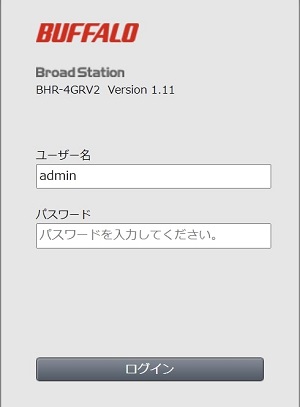 BUFFALO
BroadStation
BHR-4GRV2 Version 1.11
ユーザー名
admin
パスワード
パスワードを入力してください。
ログイン